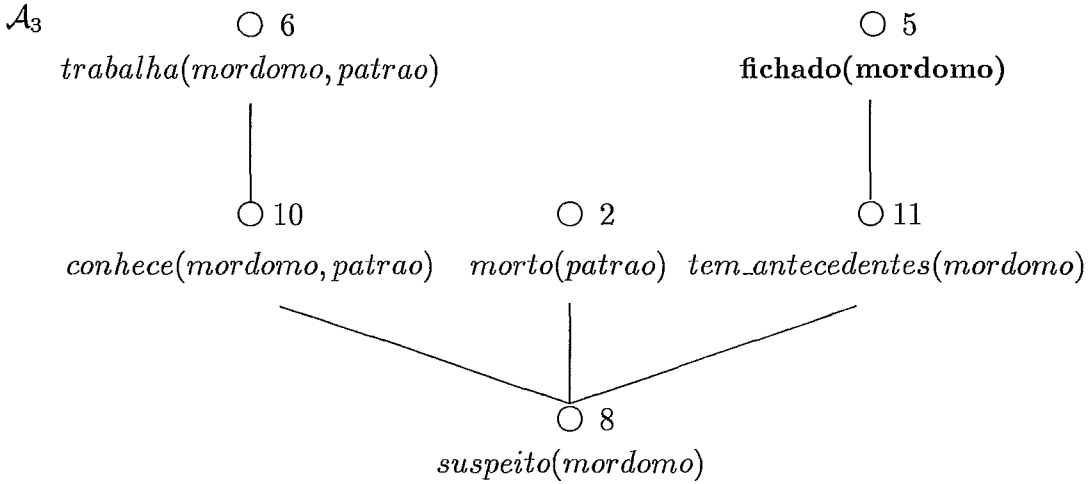 𝒜₃
6 5
trabalha(mordomo, patrao) fichado(mordomo)
10 2 11
conhece(mordomo, patrao) morto(patrao) tem_antecedentes(mordomo)
8
suspeito(mordomo)